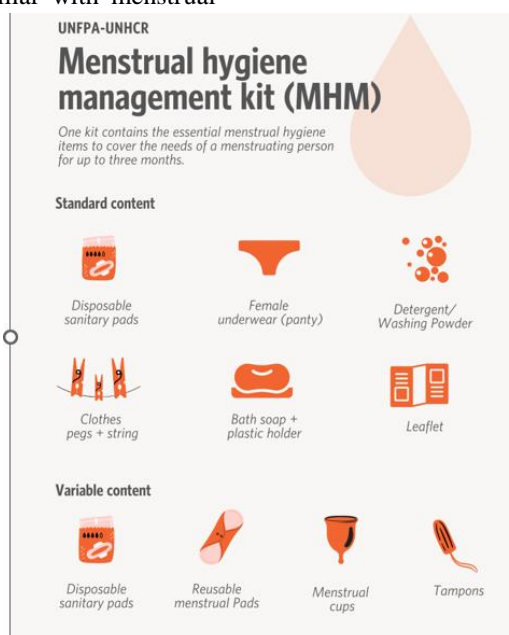 UNFPA-UNHCR
Menstrual hygiene
management kit (MHM)
One kit contains the essential menstrual hygiene
items to cover the needs of a menstruating person
for up to three months.
Standard content
Disposable
sanitary pads
Female
underwear (panty)
Detergent/
Washing Powder
Clothes
pegs + string
Bath soap +
plastic holder
Leaflet
Variable content
Disposable
sanitary pads
Reusable
menstrual Pads
Menstrual
cups
Tampons